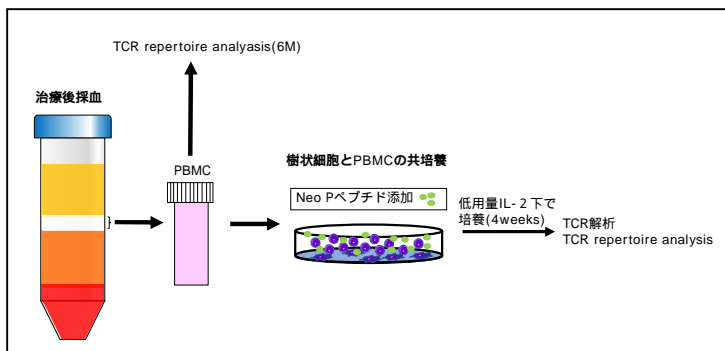 TCR repertoire analyasis(6M)
治療後採血
PBMC
樹状細胞とPBMCの共培養
Neo Pペプチド添加
低用量IL-2下で
培養(4weeks)
TCR解析
TCR repertoire analysis
}